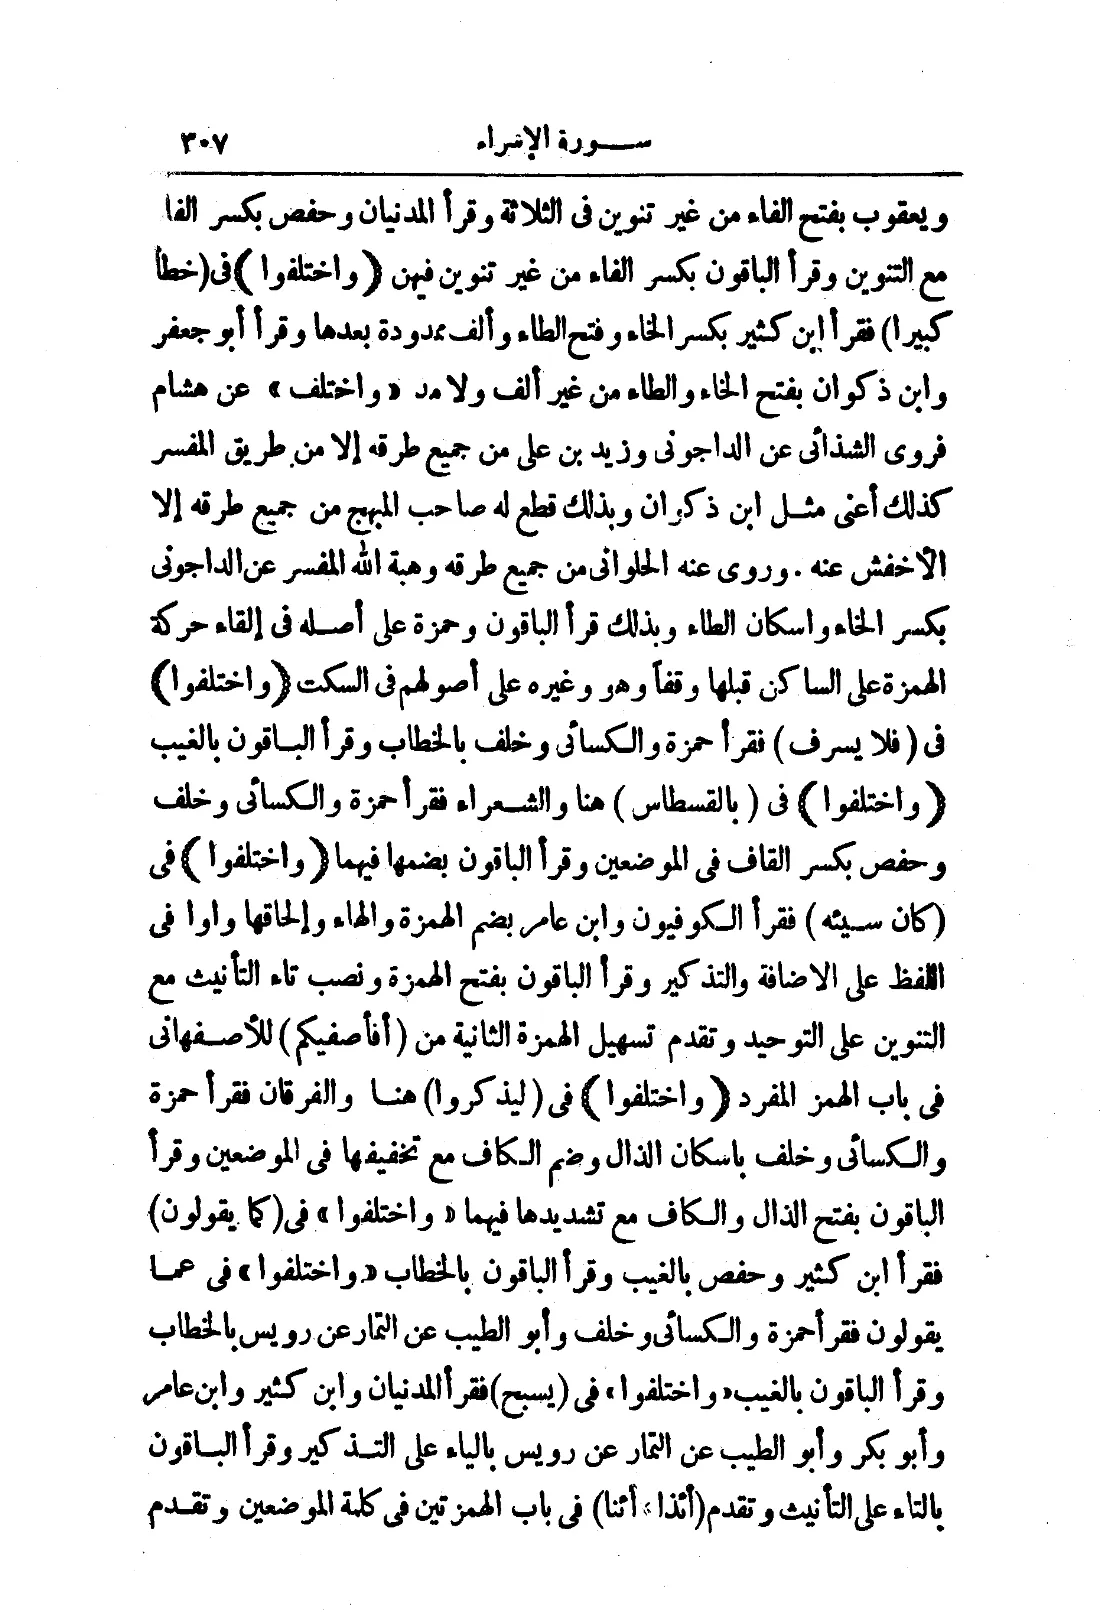 سورة الإسراء ٣٠٧
ويعقوب بفتح الفاء من غير تنوين فى الثلاثة وقرأ المدنيان وحفص بكسر الفا
مع التنوين وقرأ الباقون بكسر الفاء من غير تنوين فيهن (واختلفوا) فى (خطأ
كبيرا) فقرأ ابن كثير بكسر الخاء وفتح الطاء وألف ممدودة بعدها وقرأ أبو جعفر
وابن ذكوان بفتح الخاء والطاء من غير ألف ولا مد «واختلف» عن هشام
فروى الشذائى عن الداجونى وزيد بن على من جميع طرقه إلا من طريق المفسر
كذلك أعنى مثل ابن ذكوان وبذلك قطع له صاحب المبهج من جميع طرقه إلا
الأخفش عنه . وروى عنه الحلوانى من جميع طرقه وهبة الله المفسر عن الداجونى
بكسر الخاء واسكان الطاء وبذلك قرأ الباقون وحمزة على أصله فى إلقاء حركة
الهمزة على الساكن قبلها وقفاً وهو وغيره على أصولهم فى السكت (واختلفوا)
فى (فلا يسرف) فقرأ حمزة والكسائى وخلف بالخطاب وقرأ الباقون بالغيب
(واختلفوا) فى (بالقسطاس) هنا والشعراء فقرأ حمزة والكسائى وخلف
وحفص بكسر القاف فى الموضعين وقرأ الباقون بضمها فيهما (واختلفوا) فى
(كان سيئه) فقرأ الكوفيون وابن عامر بضم الهمزة والهاء وإلحاقها واوا فى
اللفظ على الاضافة والتذكير وقرأ الباقون بفتح الهمزة ونصب تاء التأنيث مع
التنوين على التوحيد وتقدم تسهيل الهمزة الثانية من (أفأصفيكم) للأصفهانى
فى باب الهمز المفرد (واختلفوا) فى (ليذكروا) هنا والفرقان فقرأ حمزة
والكسائى وخلف باسكان الذال وضم الكاف مع تخفيفها فى الموضعين وقرأ
الباقون بفتح الذال والكاف مع تشديدها فيهما «واختلفوا» فى (كما يقولون)
فقرأ ابن كثير وحفص بالغيب وقرأ الباقون بالخطاب «واختلفوا» فى عما
يقولون فقرأ حمزة والكسائى وخلف وأبو الطيب عن التمار عن رويس بالخطاب
وقرأ الباقون بالغيب «واختلفوا» فى (يسبح) فقرأ المدنيان وابن كثير وابن عامر
وأبو بكر وأبو الطيب عن التمار عن رويس بالياء على التذكير وقرأ الباقون
بالتاء على التأنيث وتقدم (أئذا، أئنا) فى باب الهمزتين فى كلمة الموضعين وتقدم